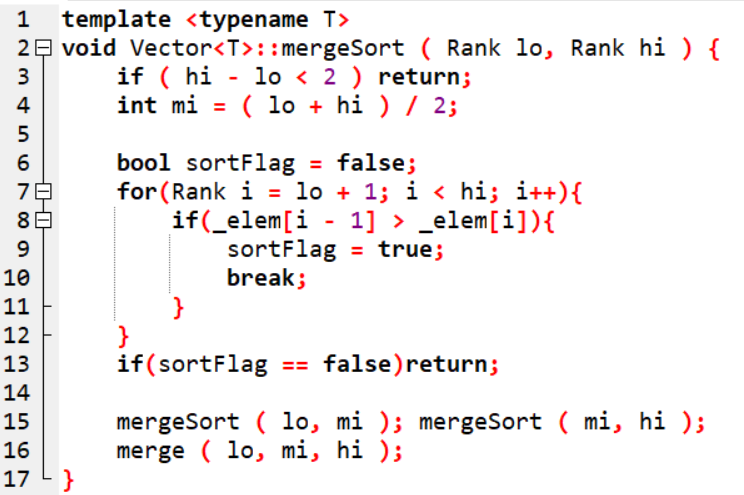 1 template <typename T>
2 void Vector<T>::mergeSort ( Rank lo, Rank hi ) {
3 if ( hi - lo < 2 ) return;
4 int mi = ( lo + hi ) / 2;
5
6 bool sortFlag = false;
7 for(Rank i = lo + 1; i < hi; i++){
8 if(_elem[i - 1] > _elem[i]){
9 sortFlag = true;
10 break;
11 }
12 }
13 if(sortFlag == false)return;
14
15 mergeSort ( lo, mi ); mergeSort ( mi, hi );
16 merge ( lo, mi, hi );
17 }